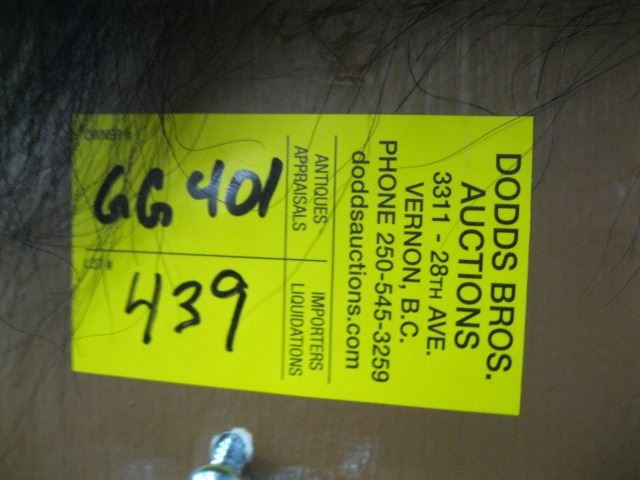 DODDS BROS.
AUCTIONS
3311 - 28TH AVE.
VERNON, B.C.
PHONE 250-545-3259
doddsauctions.com
ANTIQUES IMPORTERS
APPRAISALS LIQUIDATIONS
OWNER # LOT #
GG 401 439